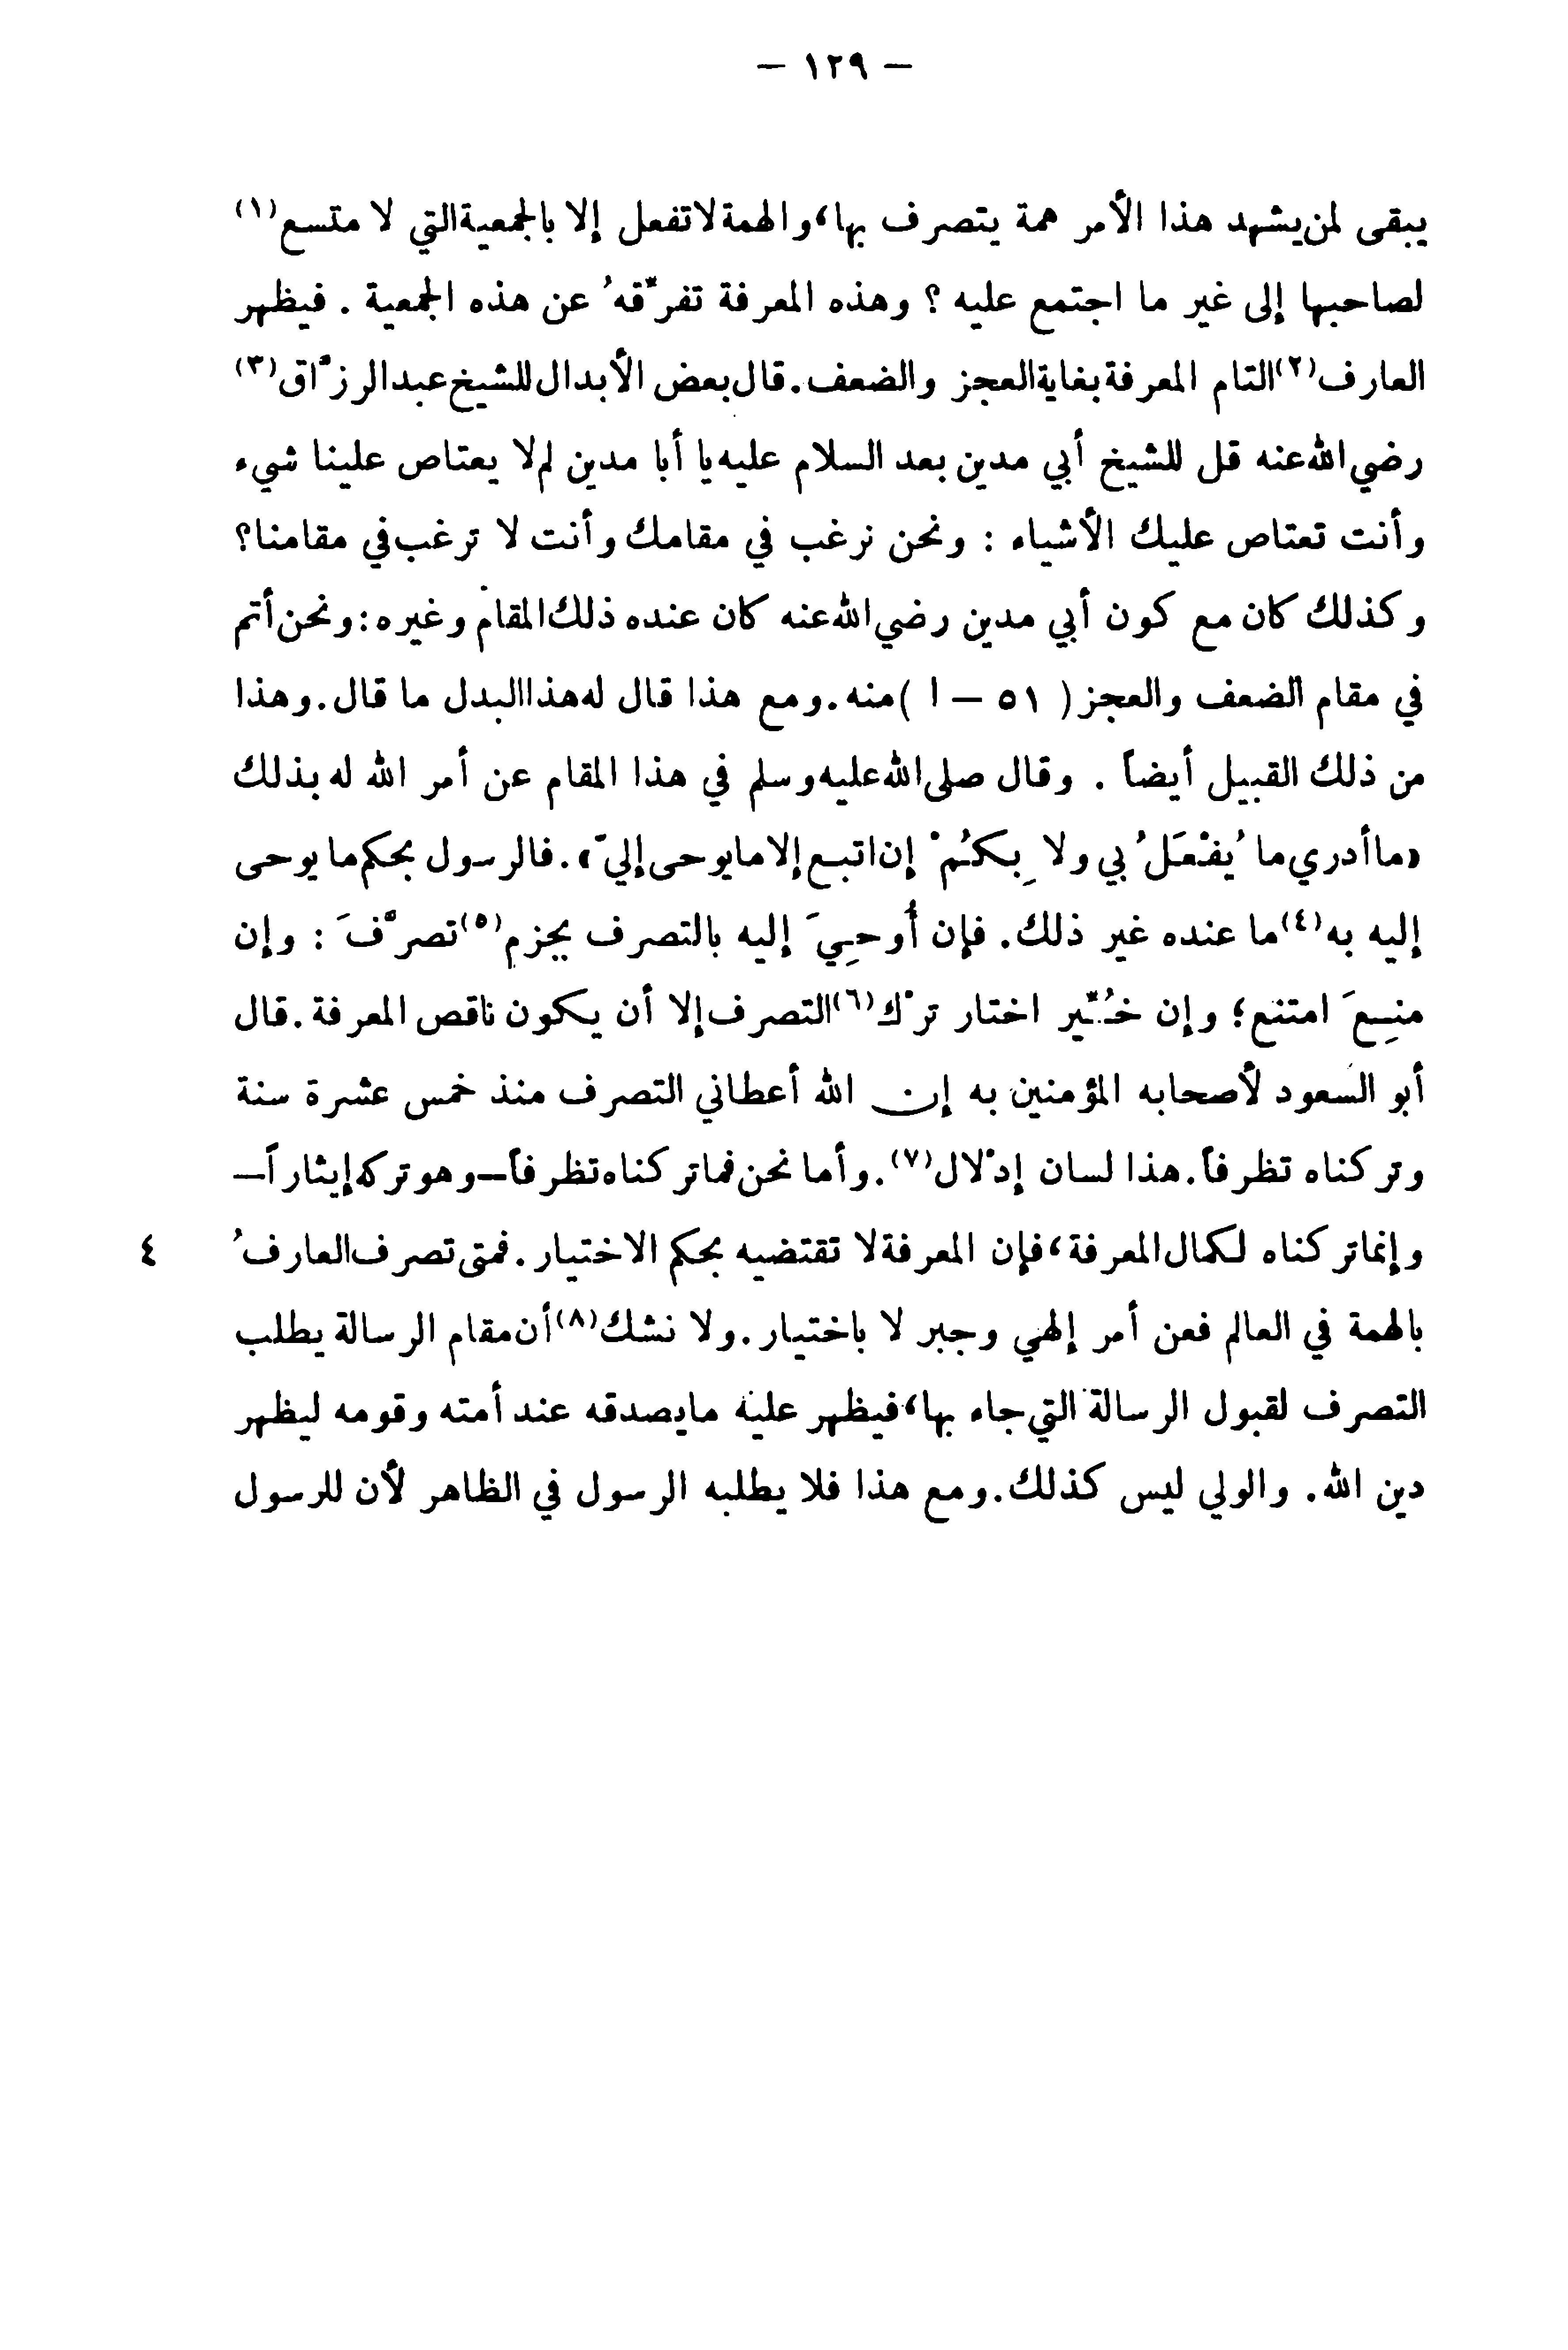 – ١٢٩ –
يبقى لمن يشهد هذا الأمر همة يتصرف بها، والهمة لا تفعل إلا بالجمعية التي لا متسع(١)
لصاحبها إلى غير ما اجتمع عليه ؟ وهذه المعرفة تفرِّقهُ عن هذه الجمعية . فيظهر
العارف(٢) التام المعرفة بغاية العجز والضعف. قال بعض الأبدال للشيخ عبد الرزَّاق(٣)
رضي الله عنه قل للشيخ أبي مدين بعد السلام عليه يا أبا مدين لم لا يعتاص علينا شيء
وأنت تعتاص عليك الأشياء : ونحن نرغب في مقامك وأنت لا ترغب في مقامنا؟
وكذلك كان مع كون أبي مدين رضي الله عنه كان عنده ذلك المقام وغيره: ونحن أتم
في مقام الضعف والعجز ( ٥١ – ا ) منه. ومع هذا قال له هذا البدل ما قال. وهذا
من ذلك القبيل أيضاً . وقال صلى الله عليه وسلم في هذا المقام عن أمر الله له بذلك
«ما أدري ما يُفْعَلُ بي ولا بِكُمْ إن اتبع إلا ما يوحى إليَّ». فالرسول بحكم ما يوحى
إليه به(٤) ما عنده غير ذلك. فإن أُوحِيَ إليه بالتصرف بجزم(٥) تصرَّفَ : وإن
منِعَ امتنع؛ وإن خُيِّر اختار ترْك(٦) التصرف إلا أن يكون ناقص المعرفة. قال
أبو السعود لأصحابه المؤمنين به إن الله أعطاني التصرف منذ خمس عشرة سنة
وتركناه تظرفاً. هذا لسان إدْلال(٧). وأما نحن فما تركناه تظرفاً – وهو تركه إيثاراً –
وإنما تركناه لكمال المعرفة، فإن المعرفة لا تقتضيه بحكم الاختيار. فمتى تصرف العارفُ ٤
بالهمة في العالم فعن أمر إلهي وجبر لا باختيار. ولا نشك(٨) أن مقام الرسالة يطلب
التصرف لقبول الرسالة التي جاء بها، فيظهر عليه ما يصدقه عند أمته وقومه ليظهر
دين الله. والولي ليس كذلك. ومع هذا فلا يطلبه الرسول في الظاهر لأن للرسول